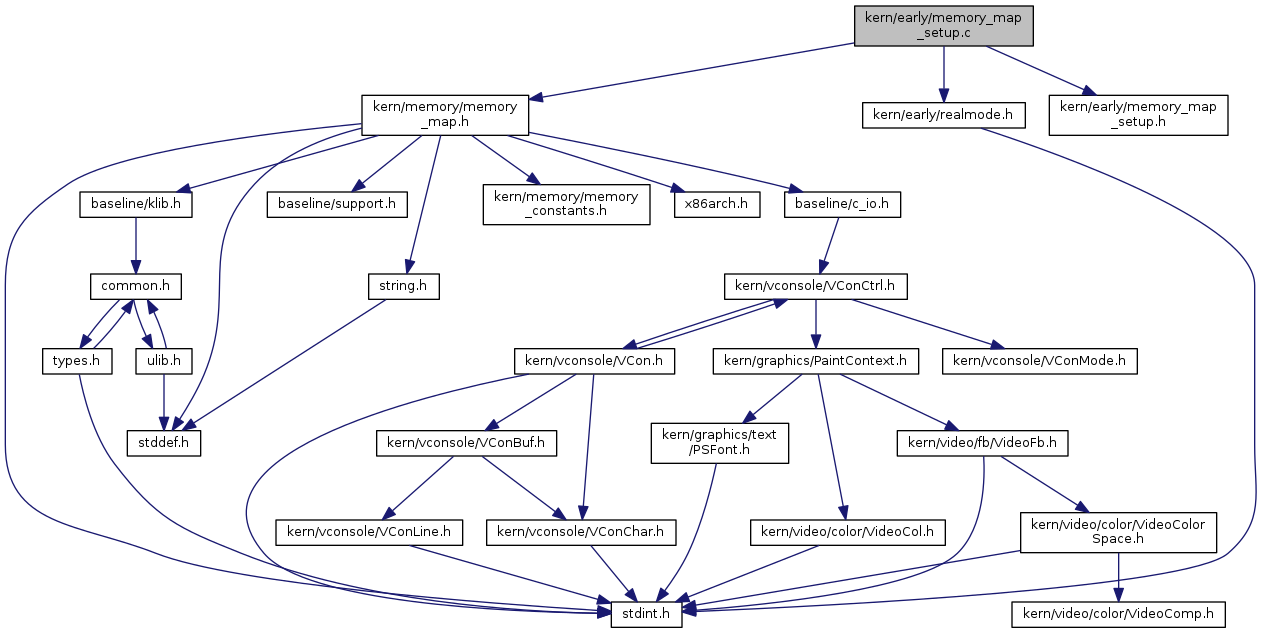 kern/early/memory_map
_setup.c
kern/memory/memory
_map.h
kern/early/realmode.h
kern/early/memory_map
_setup.h
baseline/klib.h
baseline/support.h
kern/memory/memory
_constants.h
x86arch.h
baseline/c_io.h
common.h
string.h
kern/vconsole/VConCtrl.h
types.h
ulib.h
kern/vconsole/VCon.h
kern/graphics/PaintContext.h
kern/vconsole/VConMode.h
stddef.h
kern/vconsole/VConBuf.h
kern/graphics/text
/PSFont.h
kern/video/fb/VideoFb.h
kern/vconsole/VConLine.h
kern/vconsole/VConChar.h
kern/video/color/VideoCol.h
kern/video/color/VideoColor
Space.h
stdint.h
kern/video/color/VideoComp.h